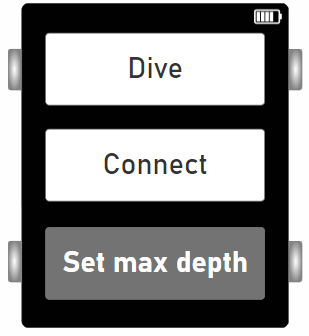 Dive
Connect
Set max depth